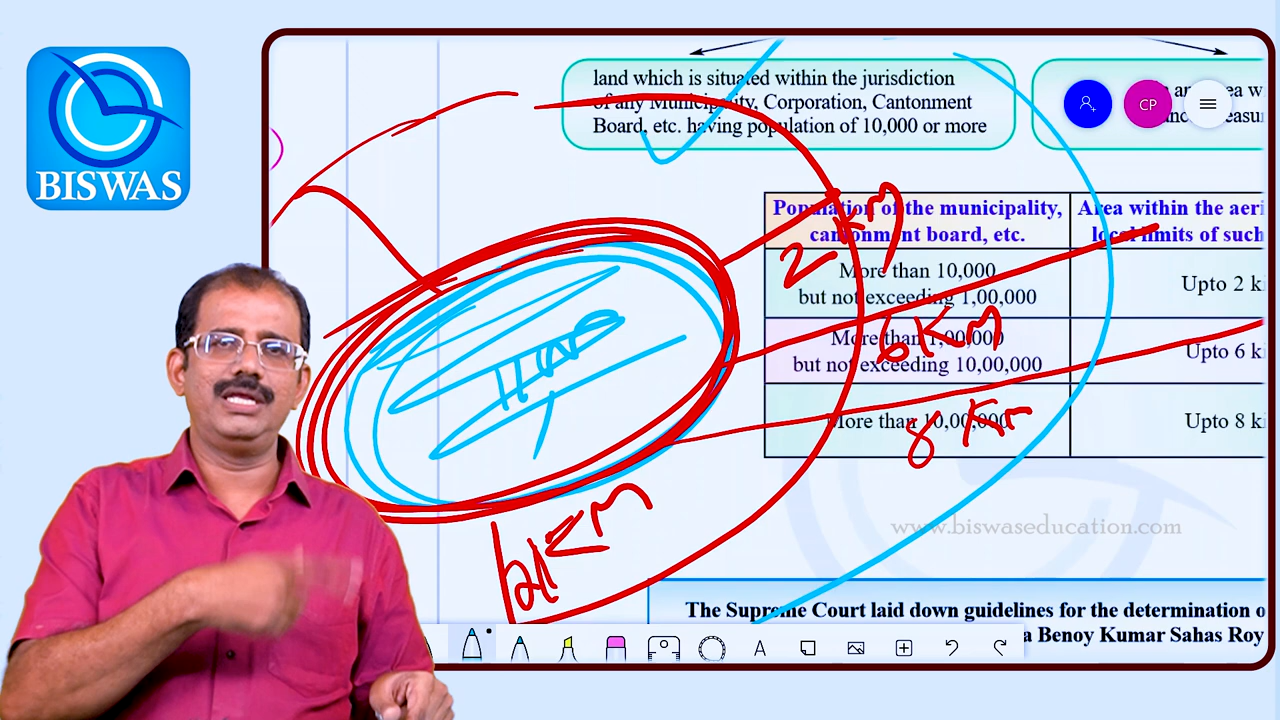 BISWAS
land which is situated within the jurisdiction
of any Municipality, Corporation, Cantonment
Board, etc. having population of 10,000 or more
CP
Population of the municipality,
cantonment board, etc.
Area within the aeri
local limits of such
More than 10,000
but not exceeding 1,00,000
Upto 2 ki
More than 1,00,000
but not exceeding 10,00,000
Upto 6 ki
More than 10,00,000
Upto 8 ki
2 km
6 Km
8 Km
www.biswaseducation.com
The Supreme Court laid down guidelines for the determination o
a Benoy Kumar Sahas Roy
A